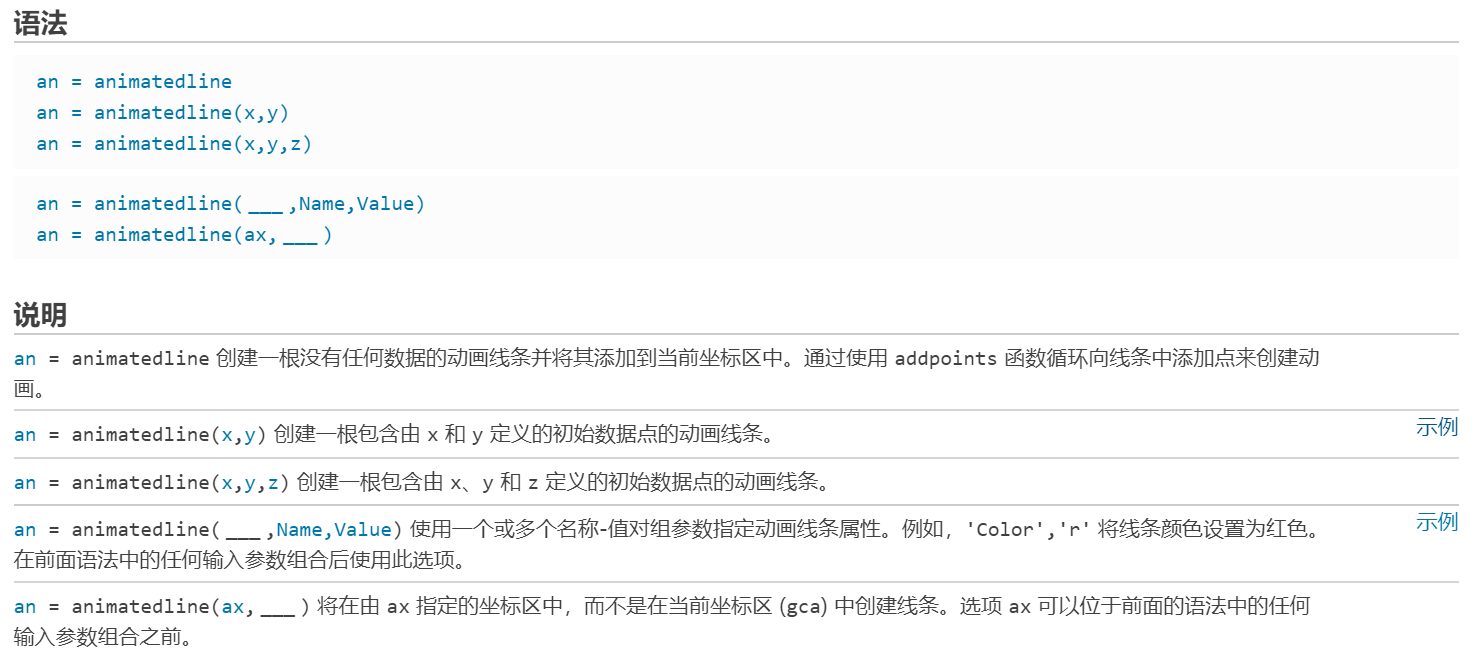 语法
an = animatedline
an = animatedline(x,y)
an = animatedline(x,y,z)
an = animatedline(___,Name,Value)
an = animatedline(ax,___)
说明
an = animatedline 创建一根没有任何数据的动画线条并将其添加到当前坐标区中。通过使用 addpoints 函数循环向线条中添加点来创建动
画。
an = animatedline(x,y) 创建一根包含由 x 和 y 定义的初始数据点的动画线条。 示例
an = animatedline(x,y,z) 创建一根包含由 x、y 和 z 定义的初始数据点的动画线条。
an = animatedline(___,Name,Value) 使用一个或多个名称-值对组参数指定动画线条属性。例如，'Color','r' 将线条颜色设置为红色。 示例
在前面语法中的任何输入参数组合后使用此选项。
an = animatedline(ax,___) 将在由 ax 指定的坐标区中，而不是在当前坐标区 (gca) 中创建线条。选项 ax 可以位于前面的语法中的任何
输入参数组合之前。